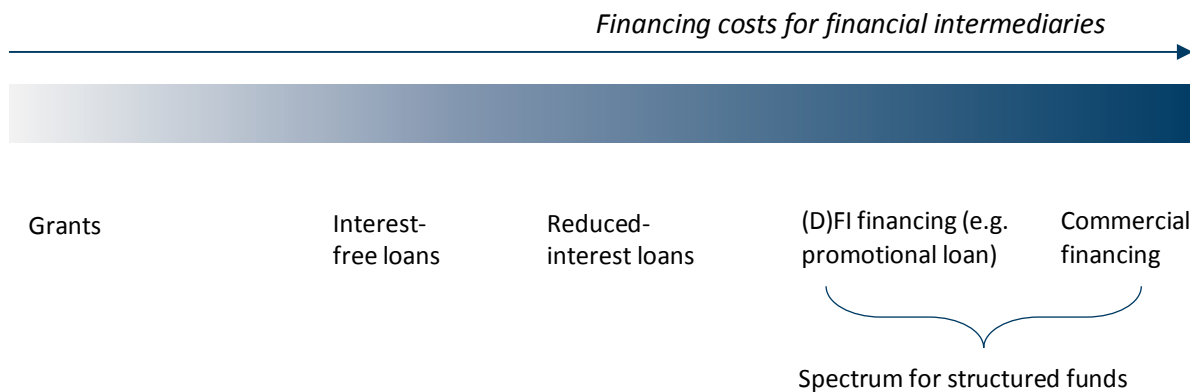 Financing costs for financial intermediaries
Grants
Interest-
free loans
Reduced-
interest loans
(D)FI financing (e.g.
promotional loan)
Commercial
financing
Spectrum for structured funds